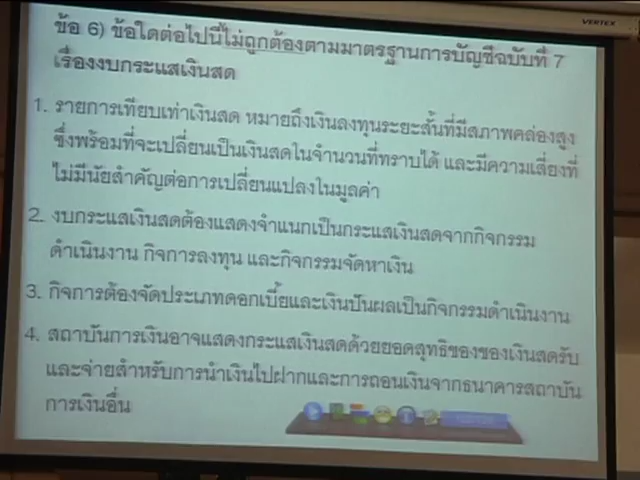 VERTEX
ข้อ 6) ข้อใดต่อไปนี้ไม่ถูกต้องตามมาตรฐานการบัญชีฉบับที่ 7
เรื่องงบกระแสเงินสด
1. รายการเทียบเท่าเงินสด หมายถึงเงินลงทุนระยะสั้นที่มีสภาพคล่องสูง
ซึ่งพร้อมที่จะเปลี่ยนเป็นเงินสดในจำนวนที่ทราบได้ และมีความเสี่ยงที่
ไม่มีนัยสำคัญต่อการเปลี่ยนแปลงในมูลค่า
2. งบกระแสเงินสดต้องแสดงจำแนกเป็นกระแสเงินสดจากกิจกรรม
ดำเนินงาน กิจการลงทุน และกิจกรรมจัดหาเงิน
3. กิจการต้องจัดประเภทดอกเบี้ยและเงินปันผลเป็นกิจกรรมดำเนินงาน
4. สถาบันการเงินอาจแสดงกระแสเงินสดด้วยยอดสุทธิของของเงินสดรับ
และจ่ายสำหรับการนำเงินไปฝากและการถอนเงินจากธนาคารสถาบัน
การเงินอื่น